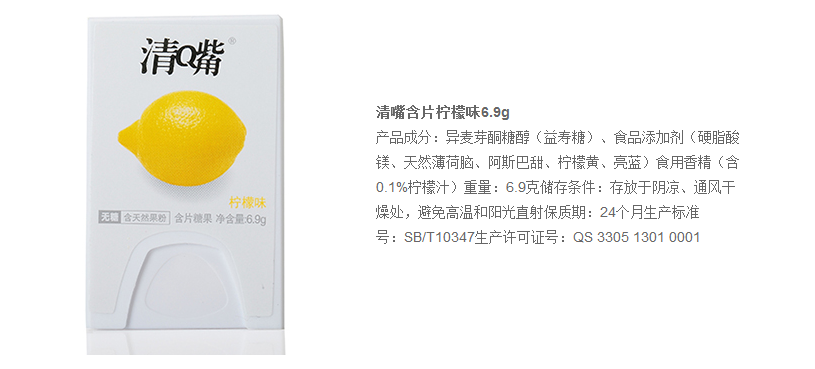 清Q嘴®
柠檬味
无糖 含天然果粉 含片糖果 净含量:6.9g
清嘴含片柠檬味6.9g
产品成分：异麦芽酮糖醇（益寿糖）、食品添加剂（硬脂酸
镁、天然薄荷脑、阿斯巴甜、柠檬黄、亮蓝）食用香精（含
0.1%柠檬汁）重量：6.9克储存条件：存放于阴凉、通风干
燥处，避免高温和阳光直射保质期：24个月生产标准
号：SB/T10347生产许可证号：QS 3305 1301 0001